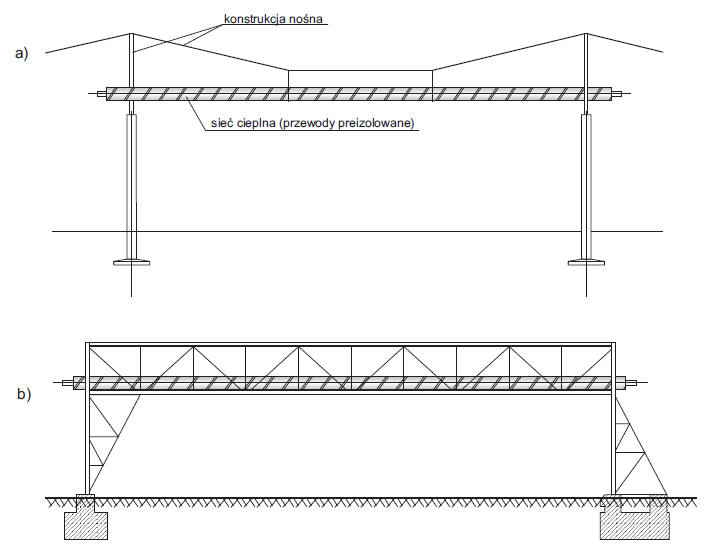 konstrukcja nośna
a)
sieć cieplna (przewody preizolowane)
b)